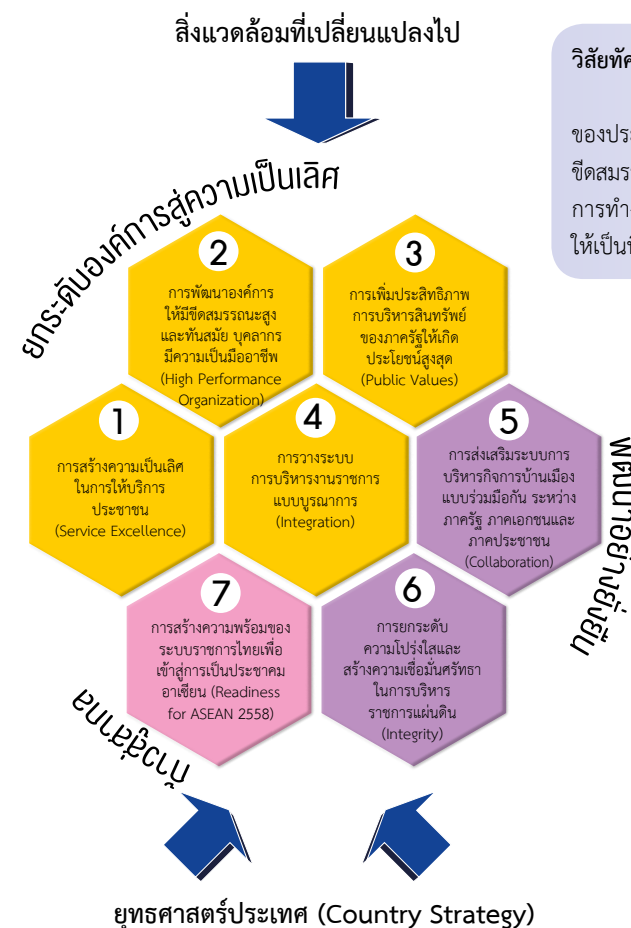 สิ่งแวดล้อมที่เปลี่ยนแปลงไป
ยกระดับองค์การสู่ความเป็นเลิศ
2
การพัฒนาองค์การ
ให้มีขีดสมรรถนะสูง
และทันสมัย บุคลากร
มีความเป็นมืออาชีพ
(High Performance
Organization)
3
การเพิ่มประสิทธิภาพ
การบริหารสินทรัพย์
ของภาครัฐให้เกิด
ประโยชน์สูงสุด
(Public Values)
1
การสร้างความเป็นเลิศ
ในการให้บริการ
ประชาชน
(Service Excellence)
4
การวางระบบ
การบริหารงานราชการ
แบบบูรณาการ
(Integration)
5
การส่งเสริมระบบการ
บริหารกิจการบ้านเมือง
แบบร่วมมือกัน ระหว่าง
ภาครัฐ ภาคเอกชนและ
ภาคประชาชน
(Collaboration)
พัฒนาอย่างยั่งยืน
7
การสร้างความพร้อมของ
ระบบราชการไทยเพื่อ
เข้าสู่การเป็นประชาคม
อาเซียน (Readiness
for ASEAN 2558)
6
การยกระดับ
ความโปร่งใสและ
สร้างความเชื่อมั่นศรัทธา
ในการบริหาร
ราชการแผ่นดิน
(Integrity)
ก้าวสู่สากล
ยุทธศาสตร์ประเทศ (Country Strategy)